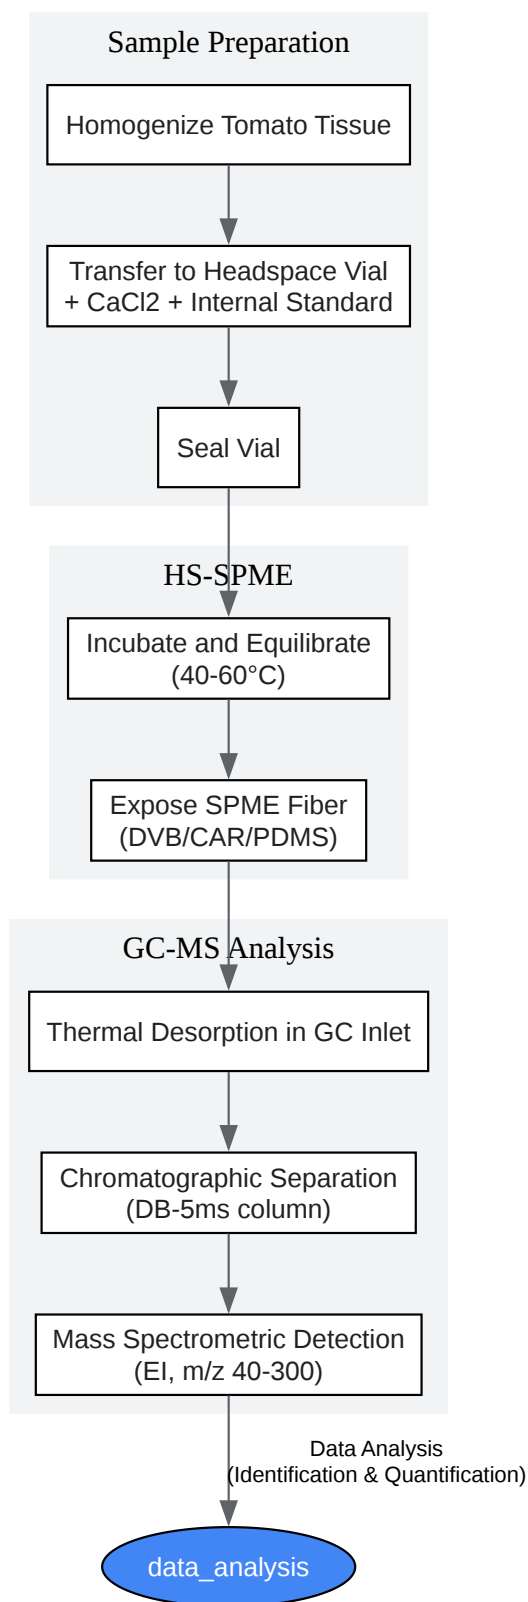 Sample Preparation
Homogenize Tomato Tissue
Transfer to Headspace Vial
+ CaCl2 + Internal Standard
Seal Vial
HS-SPME
Incubate and Equilibrate
(40-60°C)
Expose SPME Fiber
(DVB/CAR/PDMS)
GC-MS Analysis
Thermal Desorption in GC Inlet
Chromatographic Separation
(DB-5ms column)
Mass Spectrometric Detection
(EI, m/z 40-300)
Data Analysis
(Identification & Quantification)
data_analysis